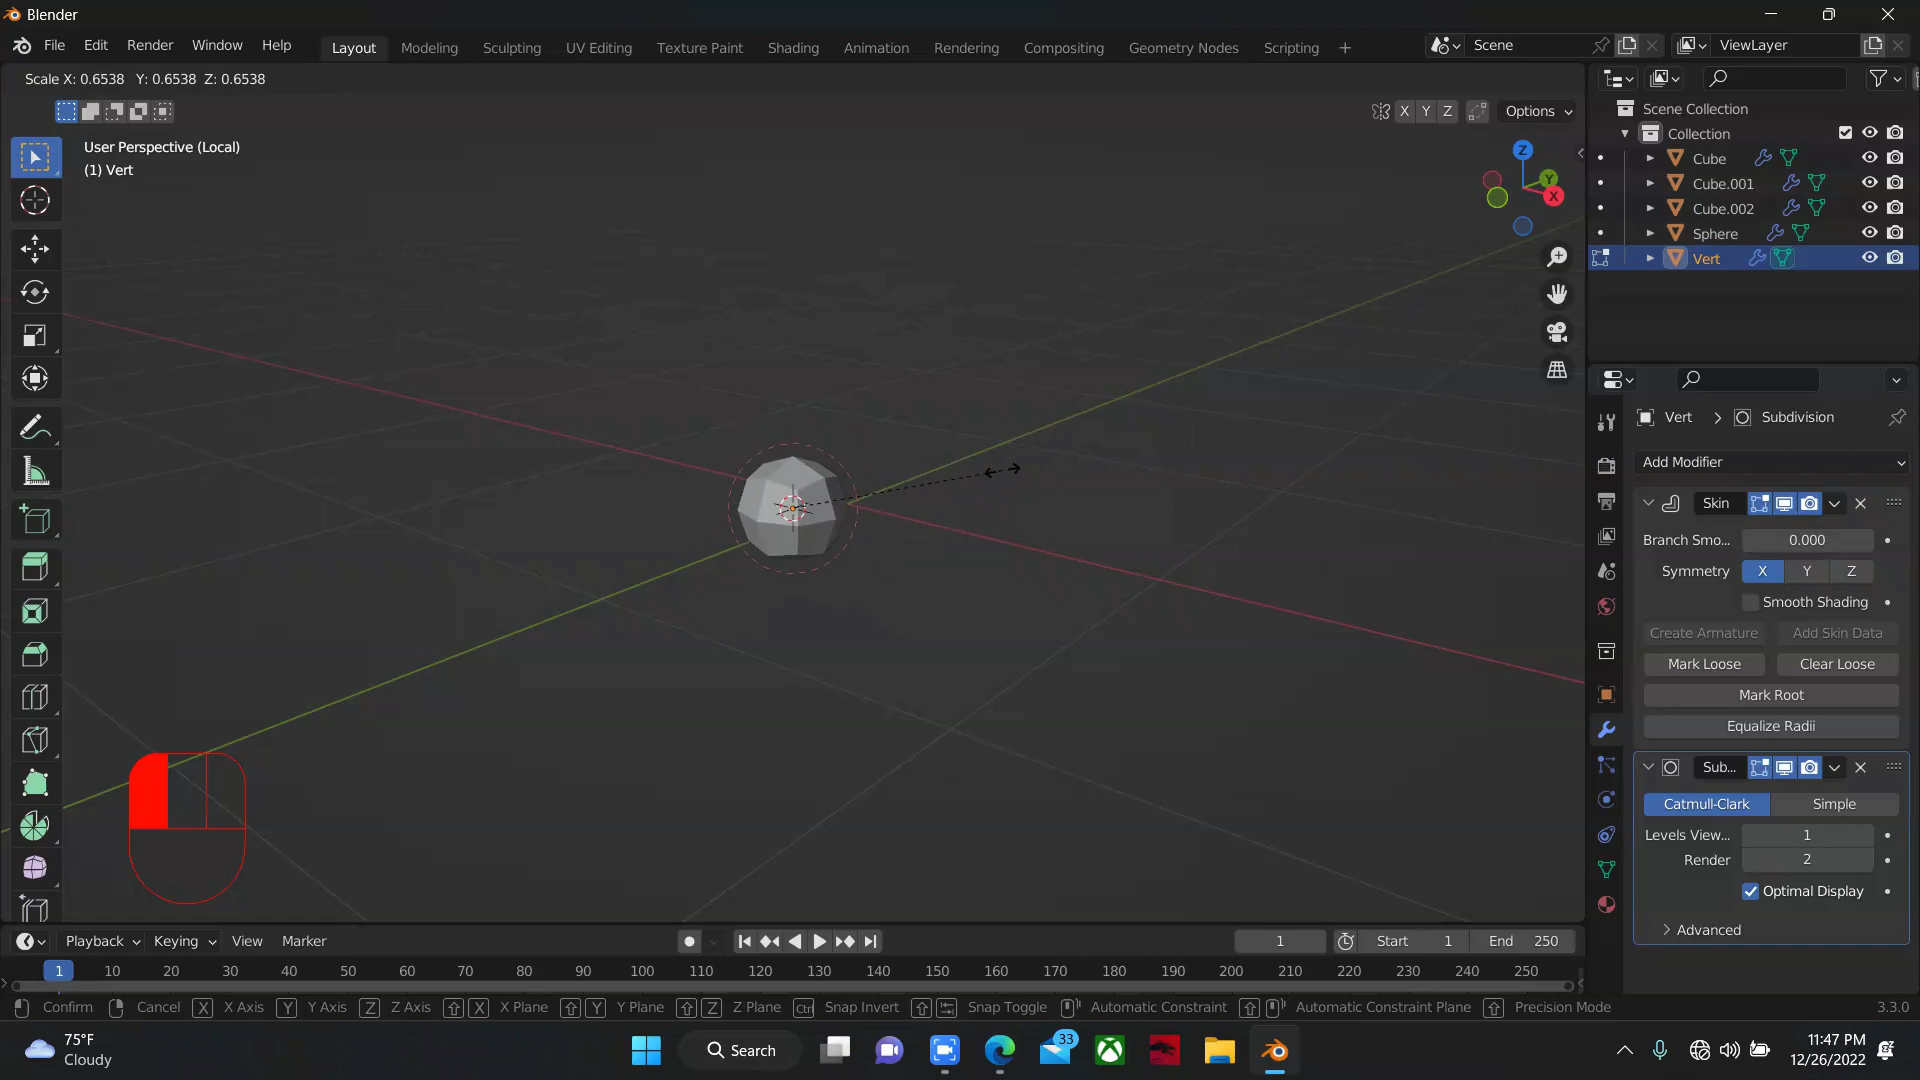 Blender
File Edit Render Window Help
Layout Modeling Sculpting UV Editing Texture Paint Shading Animation Rendering Compositing Geometry Nodes Scripting +
Scene
ViewLayer
Scale X: 0.6538 Y: 0.6538 Z: 0.6538
X Y Z
Options
User Perspective (Local)
(1) Vert
Z
Y
X
Scene Collection
Collection
Cube
Cube.001
Cube.002
Sphere
Vert
Vert > Subdivision
Add Modifier
Skin
Branch Smo... 0.000
Symmetry X Y Z
Smooth Shading
Create Armature Add Skin Data
Mark Loose Clear Loose
Mark Root
Equalize Radii
Sub...
Catmull-Clark Simple
Levels View... 1
Render 2
Optimal Display
Advanced
Playback Keying View Marker
1
Start 1 End 250
1 10 20 30 40 50 60 70 80 90 100 110 120 130 140 150 160 170 180 190 200 210 220 230 240 250
Confirm Cancel X X Axis Y Y Axis Z Z Axis X X Plane Y Y Plane Z Z Plane Ctrl Snap Invert Snap Toggle Automatic Constraint Automatic Constraint Plane Precision Mode 3.3.0
75°F
Cloudy
Search
33
11:47 PM
12/26/2022